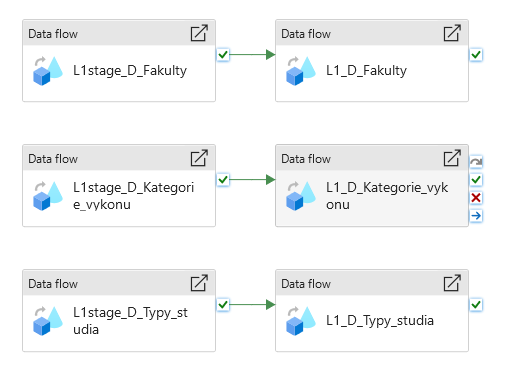 Data flow
L1stage_D_Fakulty
Data flow
L1_D_Fakulty
Data flow
L1stage_D_Kategori
e_vykonu
Data flow
L1_D_Kategorie_vyk
onu
Data flow
L1stage_D_Typy_st
udia
Data flow
L1_D_Typy_studia